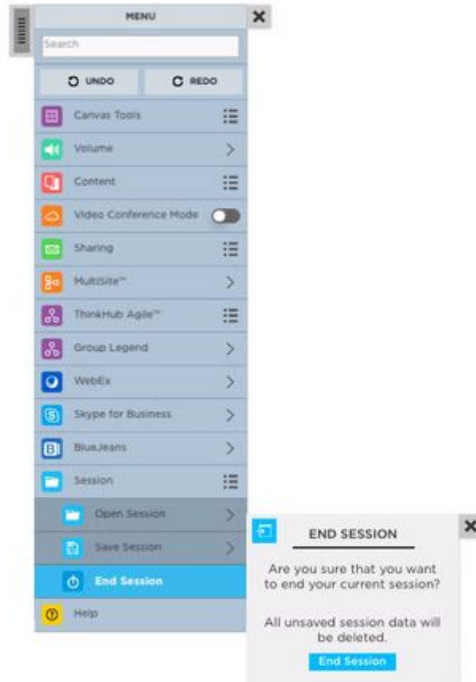 MENU
Search
UNDO REDO
Canvas Tools
Volume
Content
Video Conference Mode
Sharing
MultiSite™
ThinkHub Agile™
Group Legend
WebEx
Skype for Business
BlueJeans
Session
Open Session
Save Session
End Session
Help
END SESSION
Are you sure that you want
to end your current session?
All unsaved session data will
be deleted.
End Session